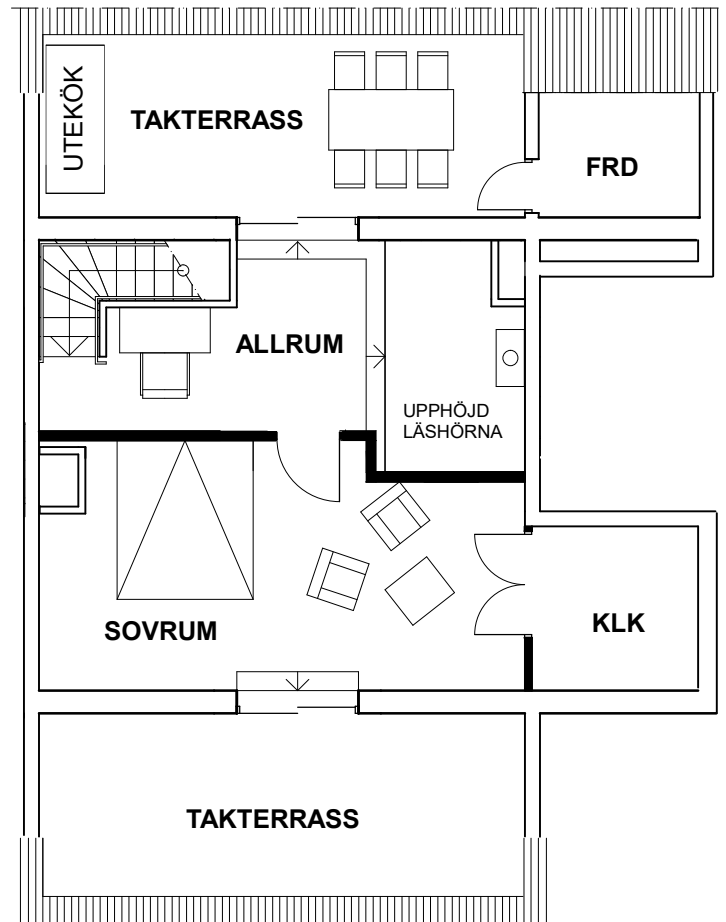 UTEKÖK
TAKTERRASS
FRD
ALLRUM
UPPHÖJD
LÄSHÖRNA
SOVRUM
KLK
TAKTERRASS